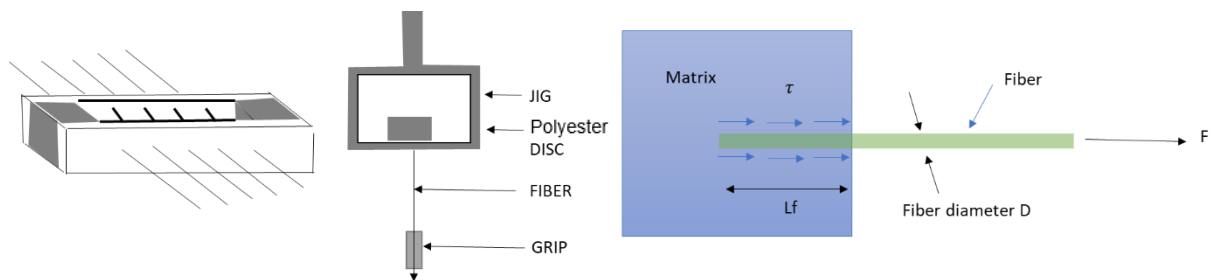 JIG
Polyester
DISC
FIBER
GRIP
Matrix
τ
Fiber
F
Lf
Fiber diameter D